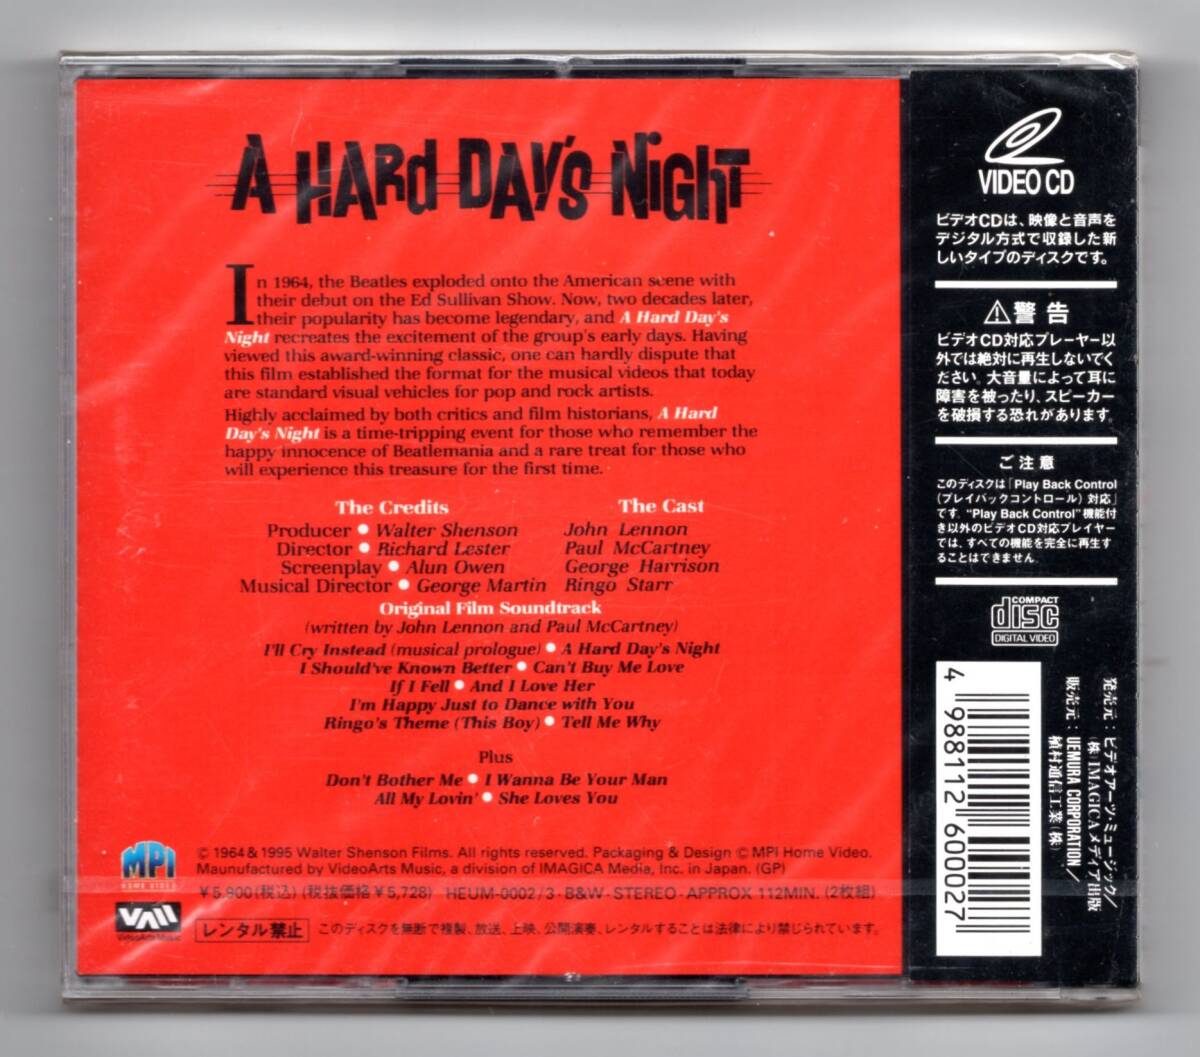 A HARD DAY'S NIGHT
In 1964, the Beatles exploded onto the American scene with
their debut on the Ed Sullivan Show. Now, two decades later,
their popularity has become legendary, and A Hard Day's
Night recreates the excitement of the group's early days. Having
viewed this award-winning classic, one can hardly dispute that
this film established the format for the musical videos that today
are standard visual vehicles for pop and rock artists.
Highly acclaimed by both critics and film historians, A Hard
Day's Night is a time-tripping event for those who remember the
happy innocence of Beatlemania and a rare treat for those who
will experience this treasure for the first time.
The Credits
Producer ● Walter Shenson
Director ● Richard Lester
Screenplay ● Alun Owen
Musical Director ● George Martin
The Cast
John Lennon
Paul McCartney
George Harrison
Ringo Starr
Original Film Soundtrack
(written by John Lennon and Paul McCartney)
I'll Cry Instead (musical prologue) ● A Hard Day's Night
I Should've Known Better ● Can't Buy Me Love
If I Fell ● And I Love Her
I'm Happy Just to Dance with You
Ringo's Theme (This Boy) ● Tell Me Why
Plus
Don't Bother Me ● I Wanna Be Your Man
All My Lovin' ● She Loves You
MPI
HOME VIDEO
© 1964 & 1995 Walter Shenson Films. All rights reserved. Packaging & Design © MPI Home Video.
Maunufactured by VideoArts Music, a division of IMAGICA Media, Inc. in Japan. (GP)
¥5,900(税込) (税抜価格¥5,728) HEUM-0002/3·B&W·STEREO·APPROX 112MIN. (2枚組)
VAM
VideoArts Music
レンタル禁止 このディスクを無断で複製、放送、上映、公開演奏、レンタルすることは法律により禁じられています。
VIDEO CD
ビデオCDは、映像と音声を
デジタル方式で収録した新
しいタイプのディスクです。
⚠警告
ビデオCD対応プレーヤー以
外では絶対に再生しないでく
ださい。大音量によって耳に
障害を被ったり、スピーカー
を破損する恐れがあります。
ご注意
このディスクは「Play Back Control
(プレイバックコントロール)対応」
です。"Play Back Control"機能付
き以外のビデオCD対応プレイヤー
では、すべての機能を完全に再生す
ることはできません。
COMPACT
disc
DIGITAL VIDEO
4 988112 600027
発売元:ビデオアーツ・ミュージック/
(株)IMAGICAメディア出版
販売元:UEMURA CORPORATION/
植村通信工業(株)